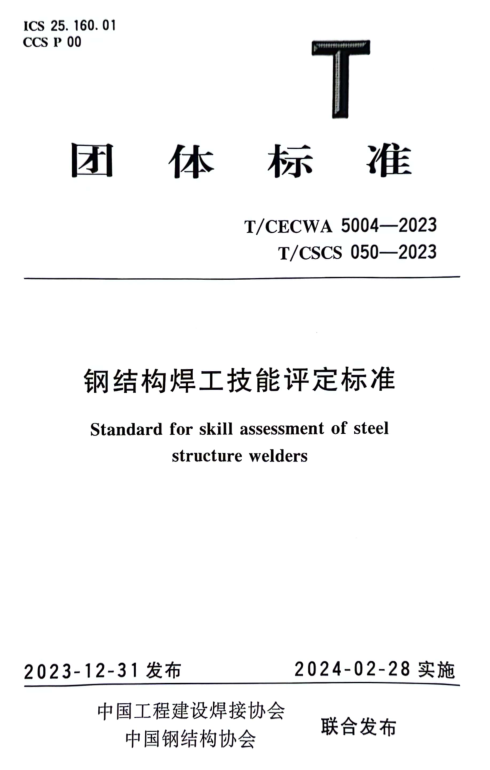 ICS 25.160.01
CCS P 00
T
团体标准
T/CECWA 5004—2023
T/CSCS 050—2023
钢结构焊工技能评定标准
Standard for skill assessment of steel
structure welders
2023-12-31 发布 2024-02-28 实施
中国工程建设焊接协会
中国钢结构协会
联合发布